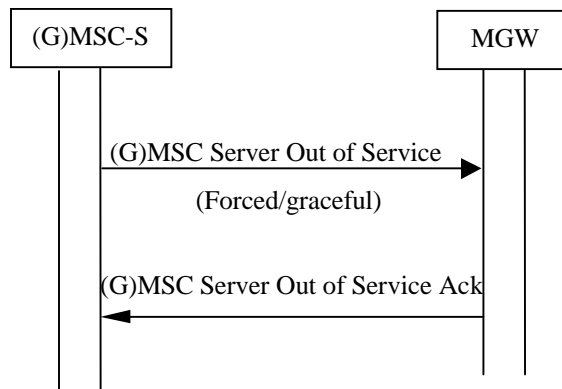 (G)MSC-S
MGW
(G)MSC Server Out of Service
(Forced/graceful)
(G)MSC Server Out of Service Ack